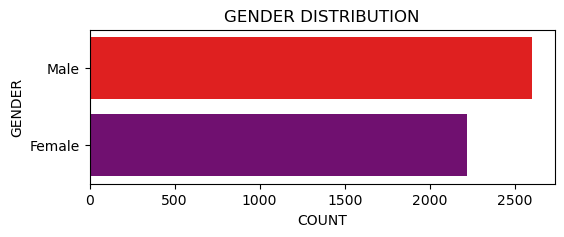 GENDER DISTRIBUTION
GENDER
Male
Female
0 500 1000 1500 2000 2500
COUNT